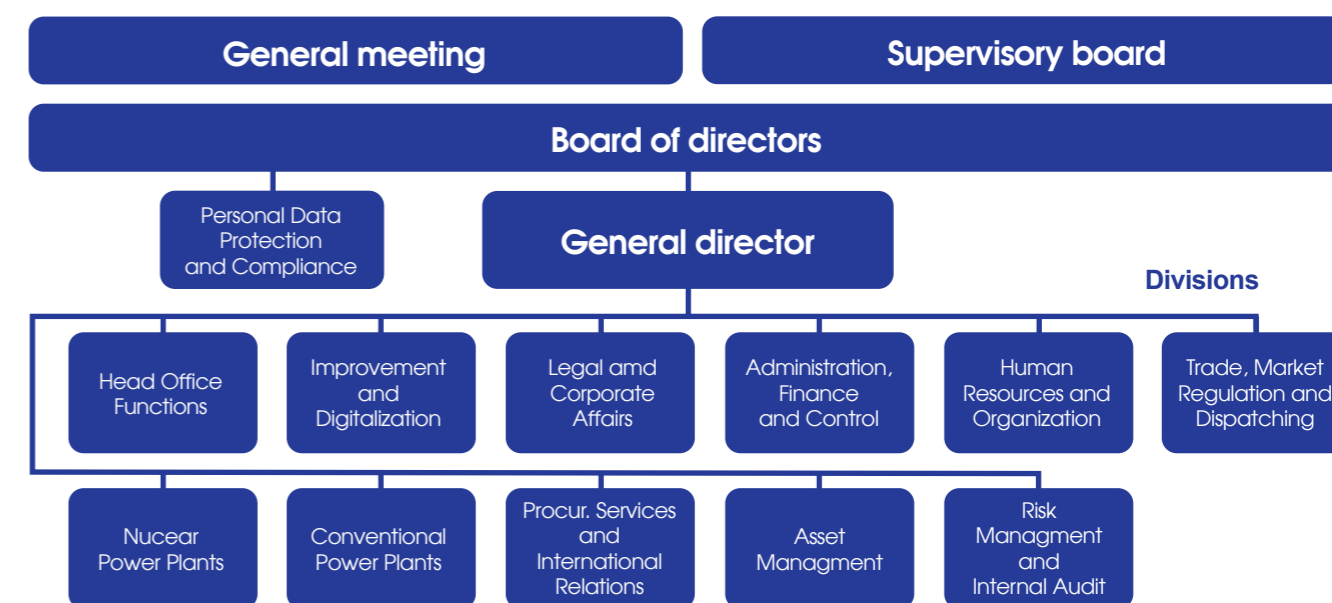 General meeting
Supervisory board
Board of directors
Personal Data
Protection
and Compliance
General director
Divisions
Head Office
Functions
Improvement
and
Digitalization
Legal amd
Corporate
Affairs
Administration,
Finance
and Control
Human
Resources and
Organization
Trade, Market
Regulation and
Dispatching
Nucear
Power Plants
Conventional
Power Plants
Procur. Services
and
International
Relations
Asset
Managment
Risk
Managment
and
Internal Audit